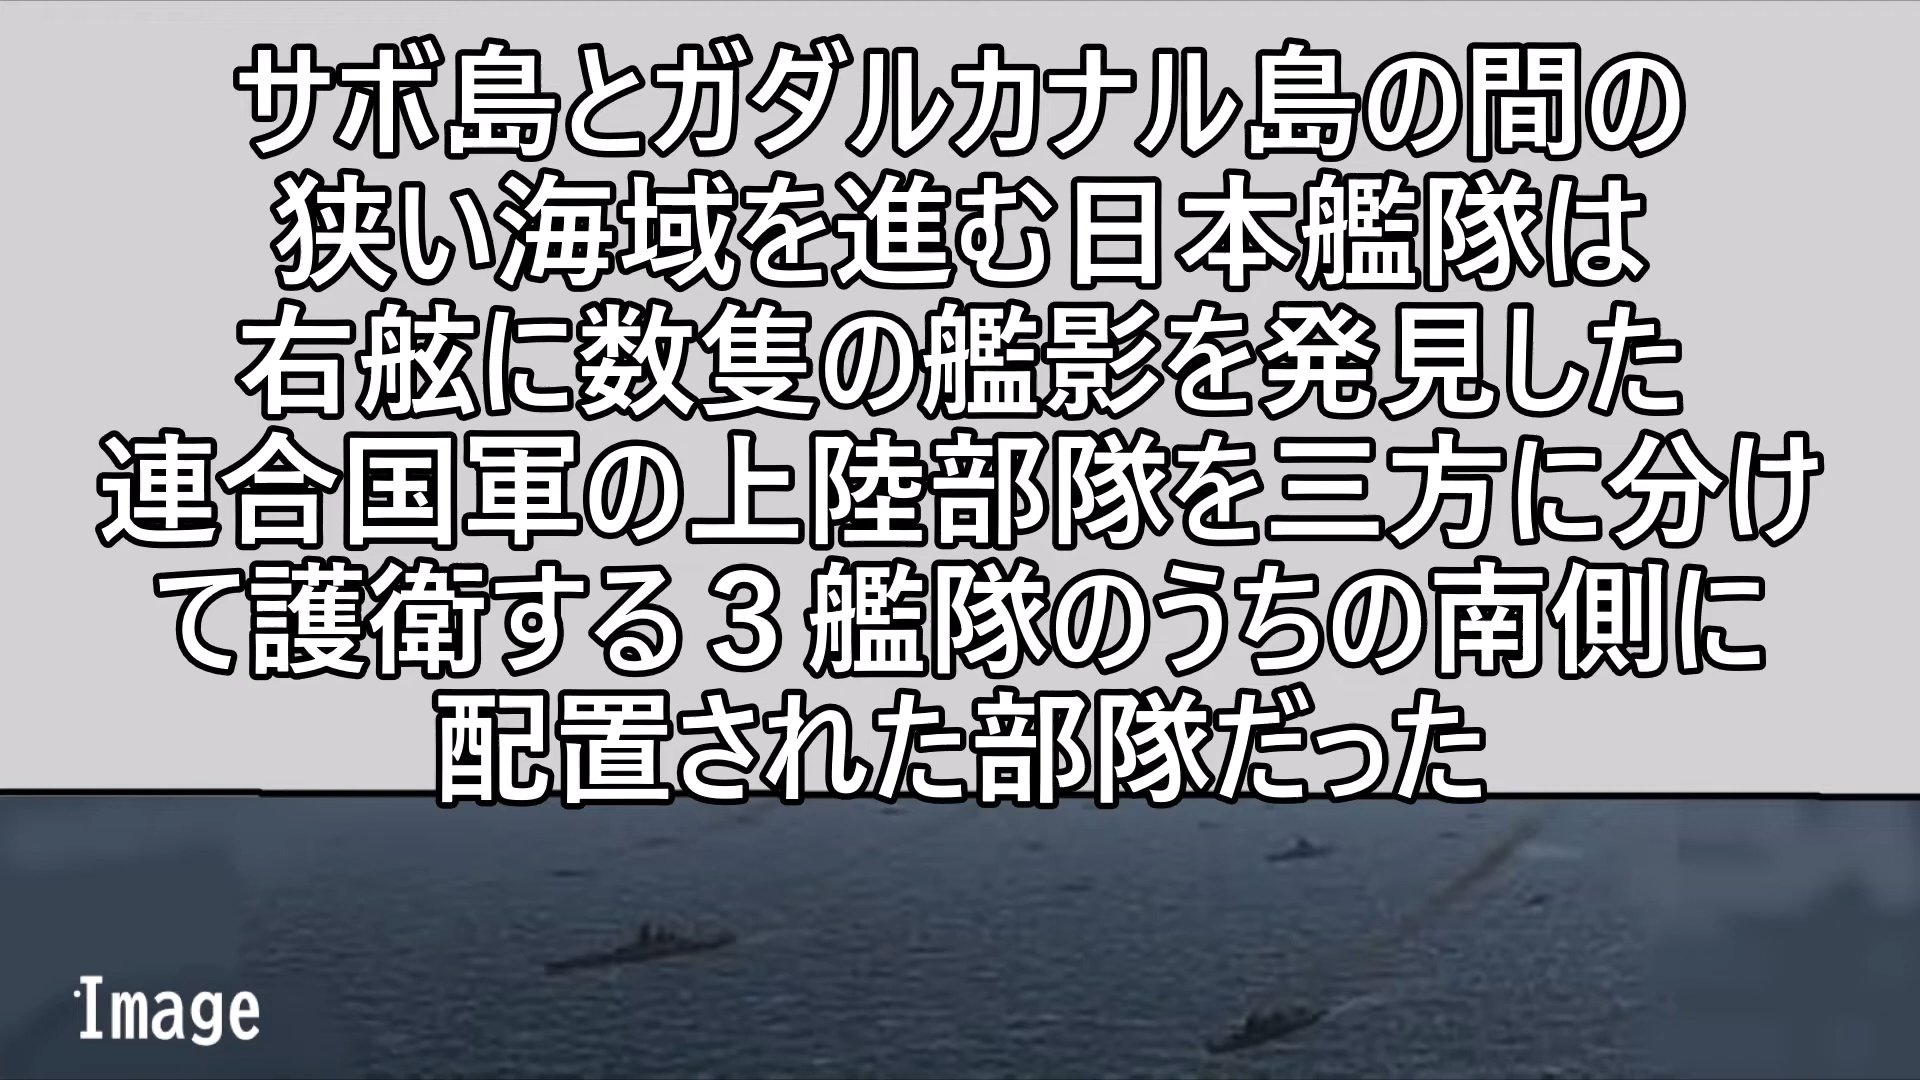 サボ島とガダルカナル島の間の
狭い海域を進む日本艦隊は
右舷に数隻の艦影を発見した
連合国軍の上陸部隊を三方に分け
て護衛する３艦隊のうちの南側に
配置された部隊だった
Image